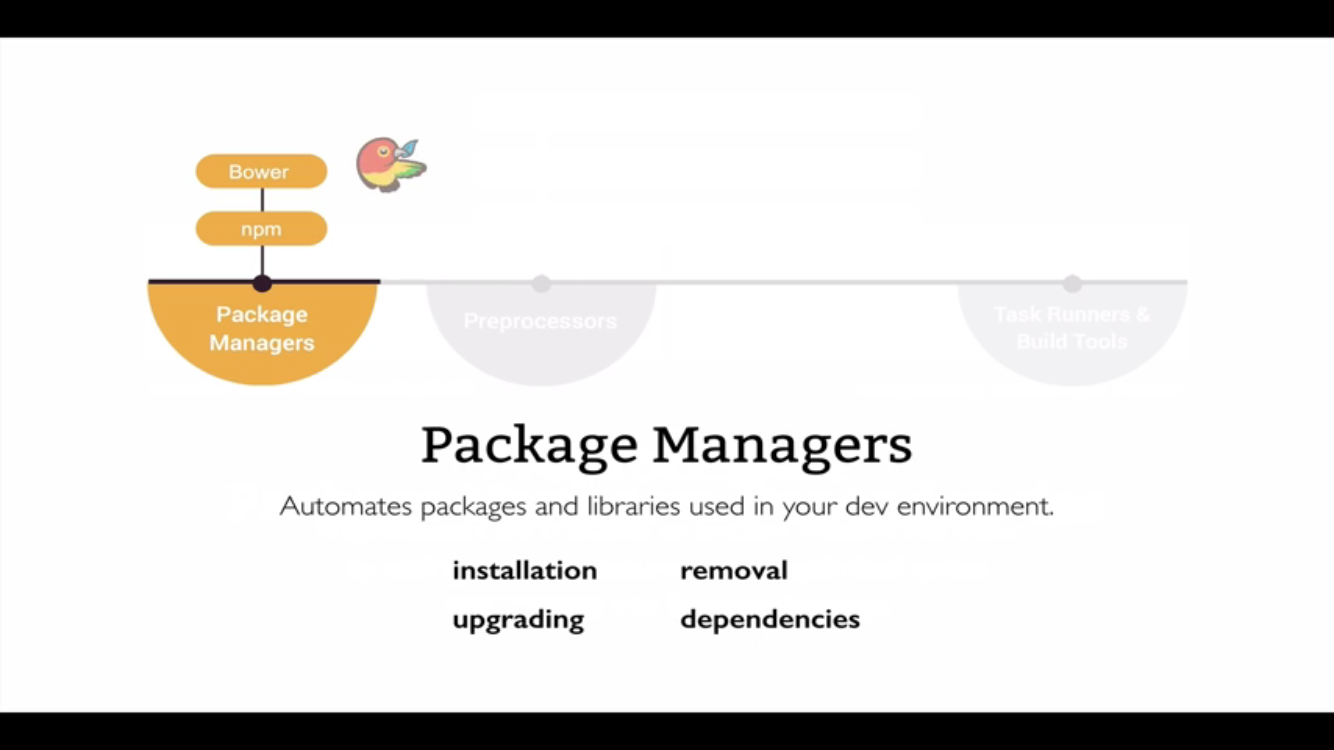 Bower
npm
Package
Managers
Preprocessors
Task Runners &
Build Tools
Package Managers
Automates packages and libraries used in your dev environment.
installation removal
upgrading dependencies